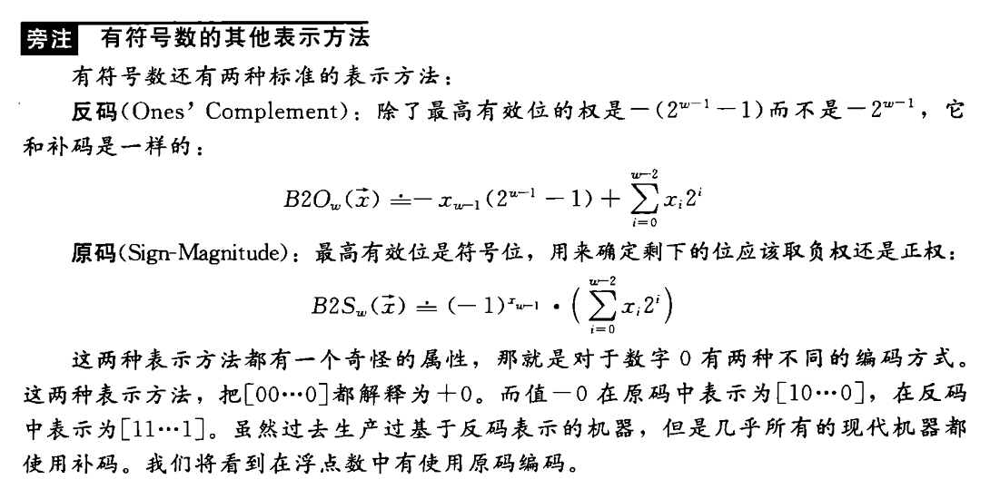 旁注 有符号数的其他表示方法
有符号数还有两种标准的表示方法：
反码(Ones’ Complement)：除了最高有效位的权是－(2^{w-1}－1)而不是－2^{w-1}，它
和补码是一样的：
B2O_w(\vec{x}) ≐ －x_{w-1}(2^{w-1}－1)＋\sum_{i=0}^{w-2} x_i 2^i
原码(Sign-Magnitude)：最高有效位是符号位，用来确定剩下的位应该取负权还是正权：
B2S_w(\vec{x}) ≐ (－1)^{x_{w-1}} · (\sum_{i=0}^{w-2} x_i 2^i)
这两种表示方法都有一个奇怪的属性，那就是对于数字 0 有两种不同的编码方式。
这两种表示方法，把[00…0]都解释为＋0。而值－0 在原码中表示为[10…0]，在反码
中表示为[11…1]。虽然过去生产过基于反码表示的机器，但是几乎所有的现代机器都
使用补码。我们将看到在浮点数中有使用原码编码。